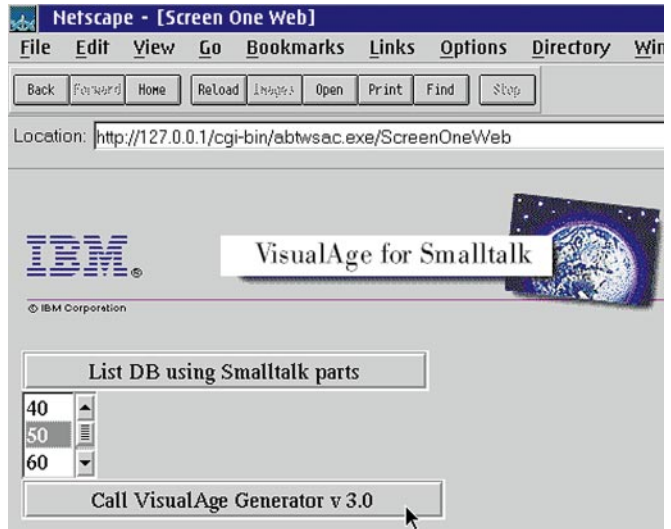 Netscape - [Screen One Web]
File Edit View Go Bookmarks Links Options Directory Win
Back Forward Home Reload Images Open Print Find Stop
Location: http://127.0.0.1/cgi-bin/abtwsac.exe/ScreenOneWeb
IBM®
VisualAge for Smalltalk
© IBM Corporation
List DB using Smalltalk parts
40
50
60
Call VisualAge Generator v 3.0